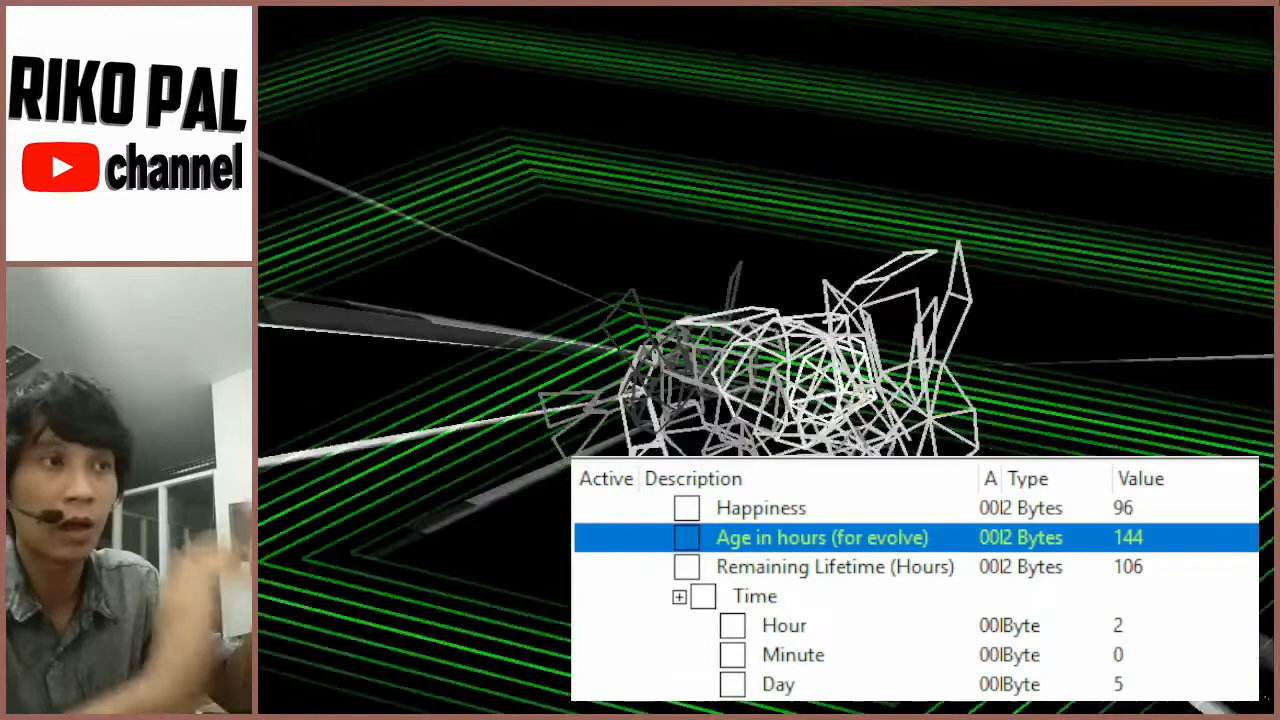 RIKO PAL
channel
Active Description A Type Value
Happiness 00I2 Bytes 96
Age in hours (for evolve) 00I2 Bytes 144
Remaining Lifetime (Hours) 00I2 Bytes 106
Time
Hour 00IByte 2
Minute 00IByte 0
Day 00IByte 5